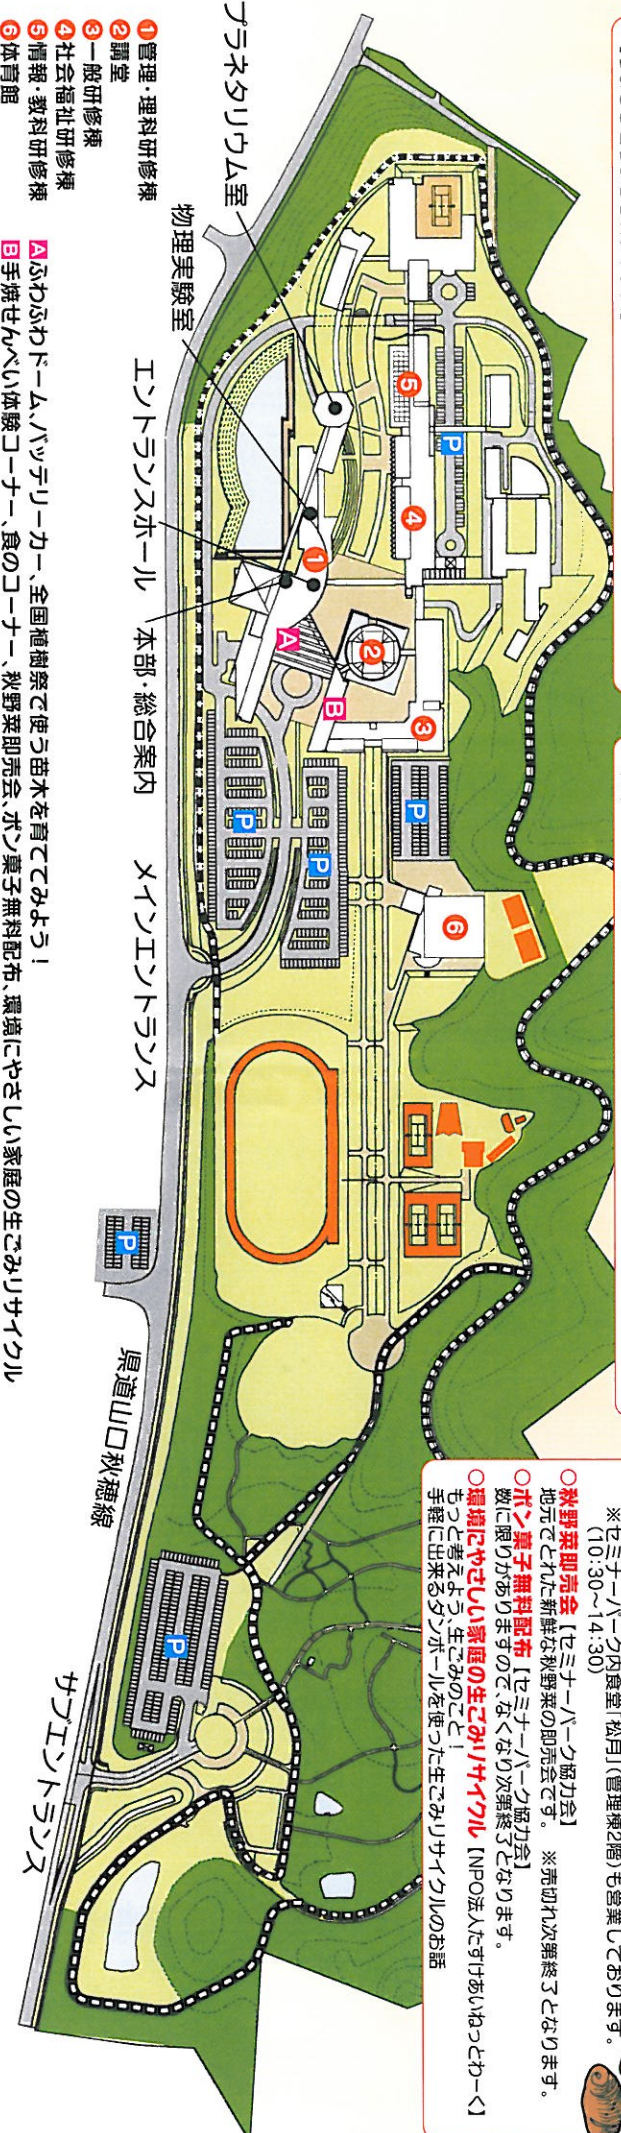 ※セミナーパーク内食堂「松月」(管理棟2階)も営業しております。
(10:30〜14:30)
○秋野菜即売会【セミナーパーク協力会】
地元でとれた新鮮な秋野菜の即売会です。 ※売切れ次第終了となります。
○ポン菓子無料配布【セミナーパーク協力会】
数に限りがありますので、なくなり次第終了となります。
○環境にやさしい家庭の生ごみリサイクル【NPO法人たすけあいねっとわーく】
もっと考えよう、生ごみのこと!
手軽に出来るダンボールを使った生ごみリサイクルのお話
プラネタリウム室
物理実験室
エントランスホール
本部・総合案内
メインエントランス
県道山口秋穂線
サブエントランス
⑤
P
④
①
②
A
B
③
P
P
P
⑥
P
P
①管理・理科研修棟
②講堂
③一般研修棟
④社会福祉研修棟
⑤情報・教科研修棟
⑥体育館
Aふわふわドーム、バッテリーカー、全国植樹祭で使う苗木を育ててみよう!
B手焼せんべい体験コーナー、食のコーナー、秋野菜即売会、ポン菓子無料配布、環境にやさしい家庭の生ごみリサイクル